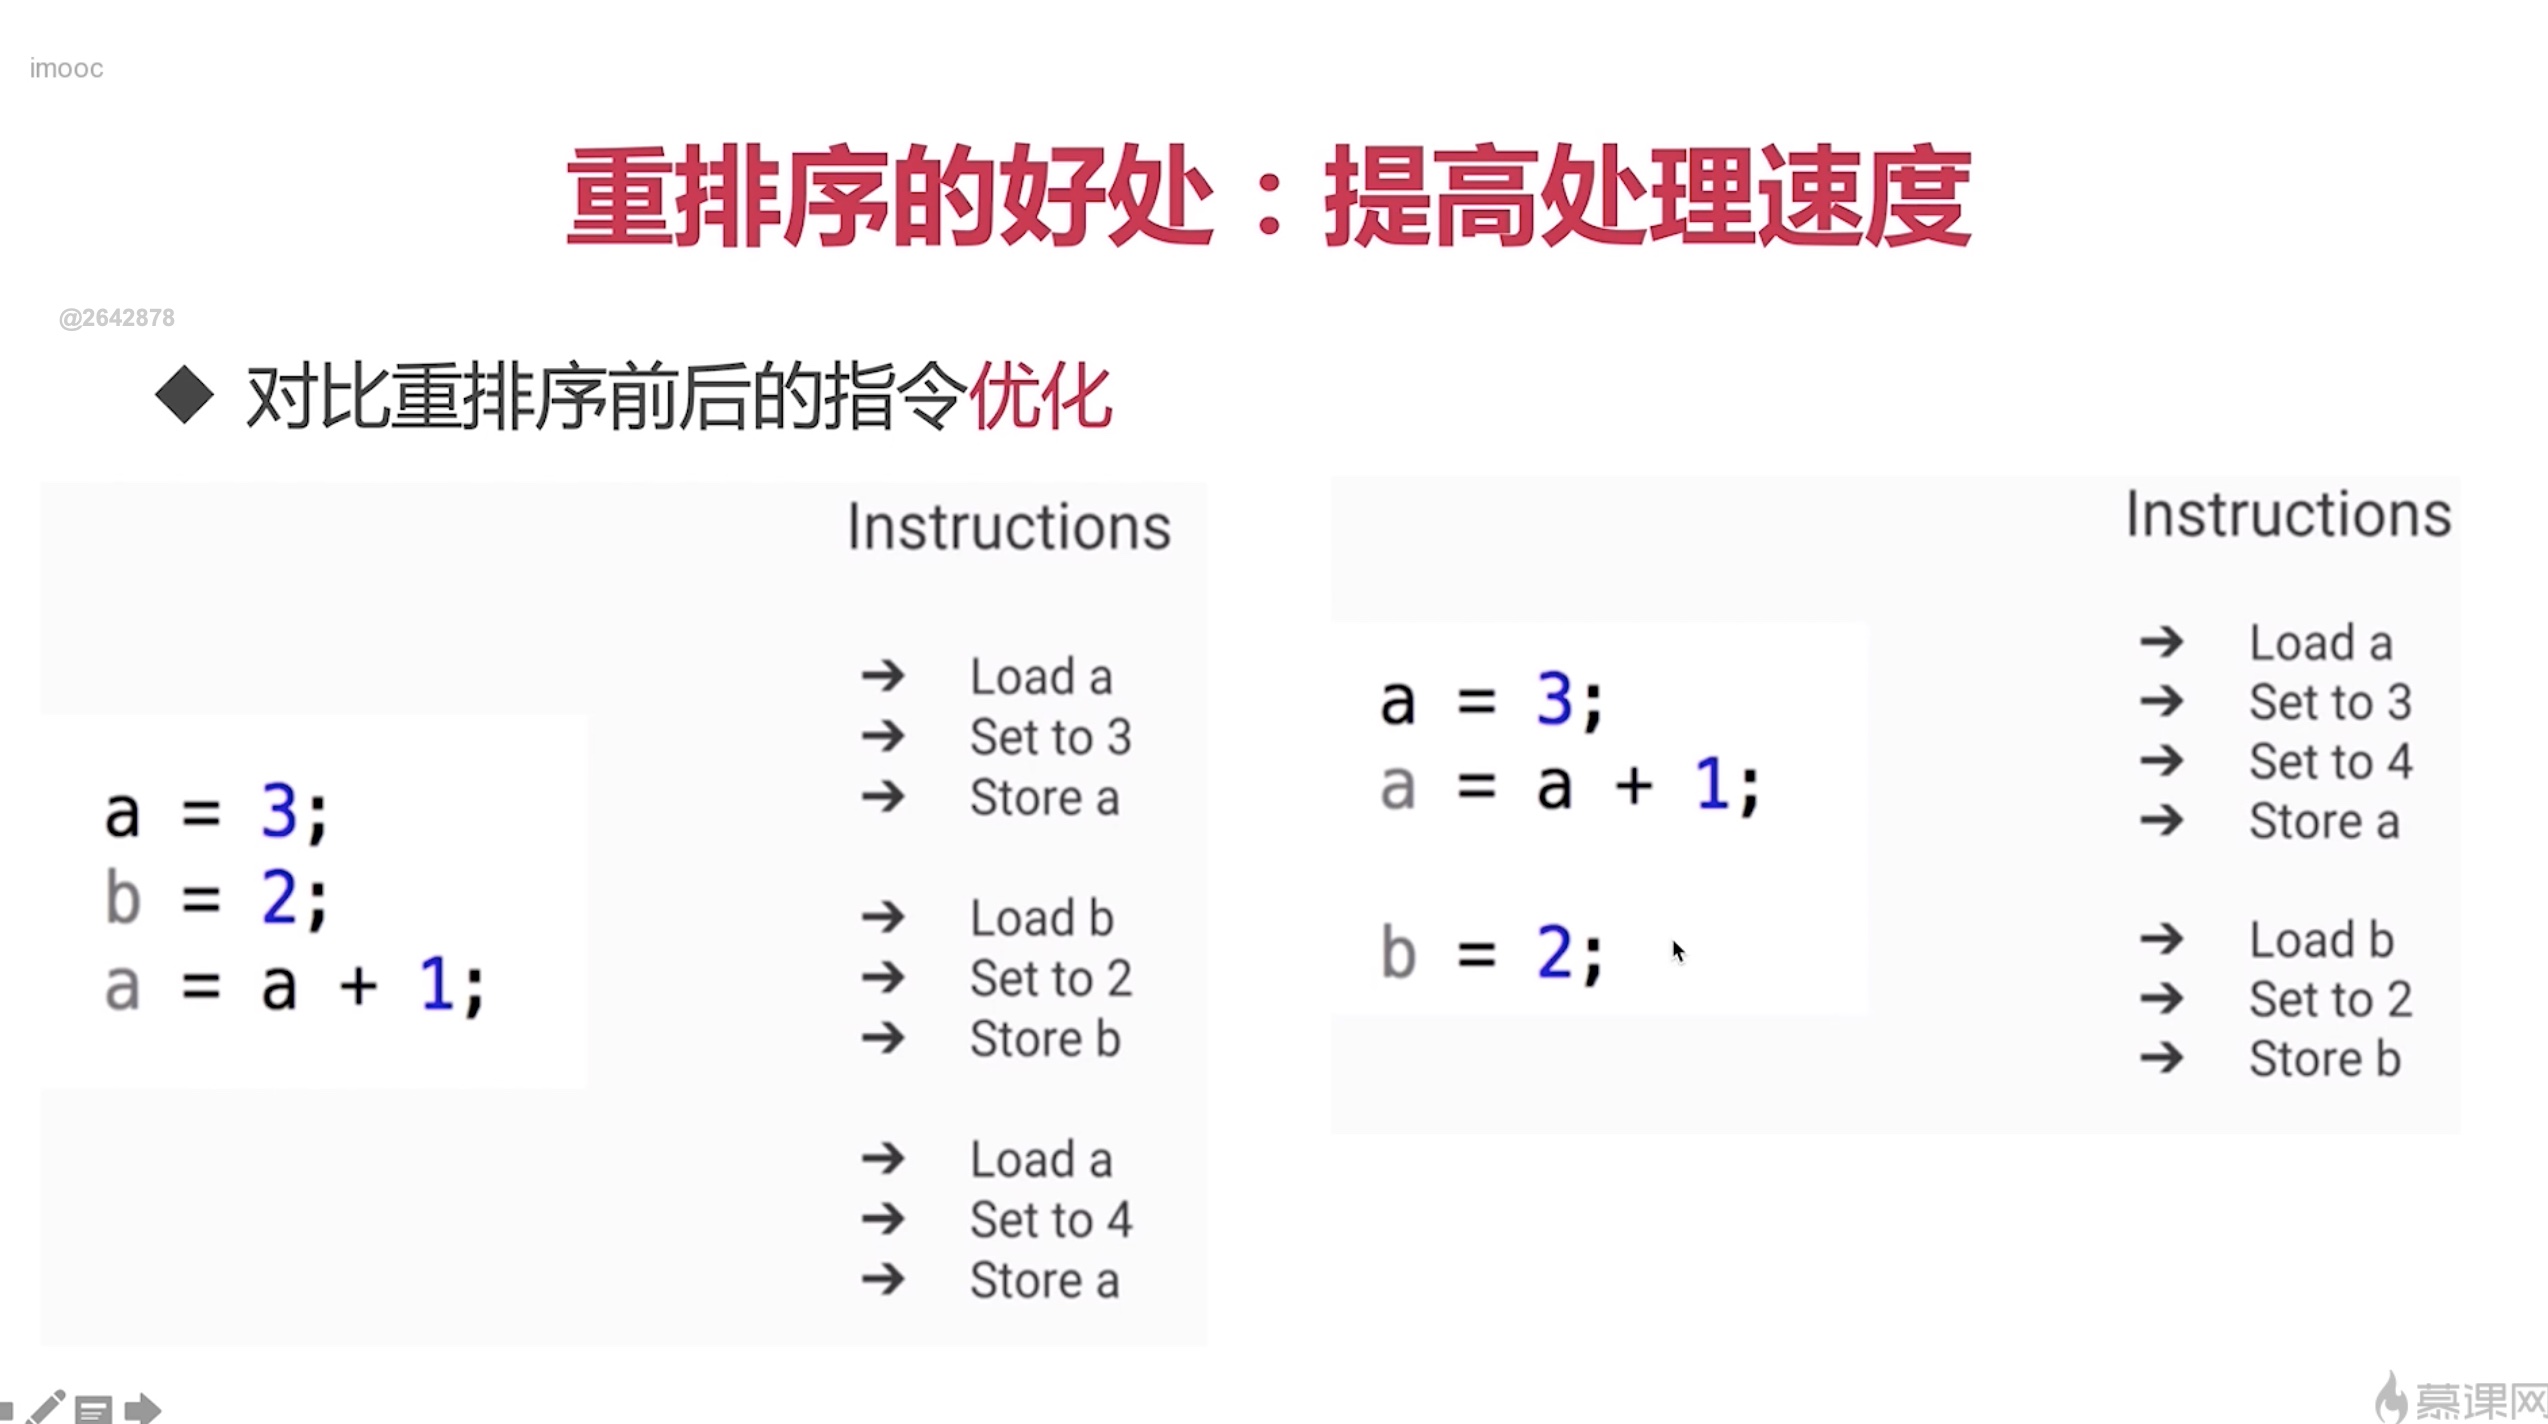 imooc
重排序的好处：提高处理速度
@2642878
◆ 对比重排序前后的指令优化
Instructions
➔ Load a
➔ Set to 3
➔ Store a
➔ Load b
➔ Set to 2
➔ Store b
➔ Load a
➔ Set to 4
➔ Store a
a = 3;
b = 2;
a = a + 1;
Instructions
➔ Load a
➔ Set to 3
➔ Set to 4
➔ Store a
➔ Load b
➔ Set to 2
➔ Store b
a = 3;
a = a + 1;
b = 2;
慕课网